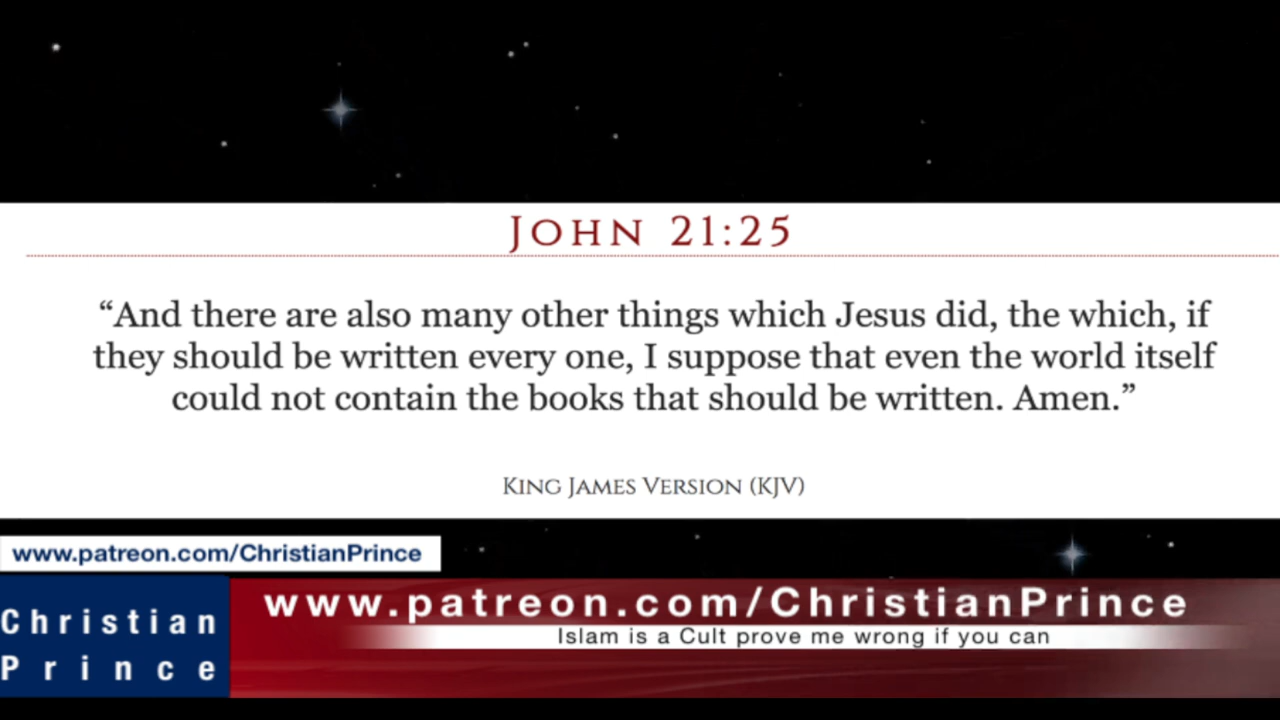 John 21:25
“And there are also many other things which Jesus did, the which, if
they should be written every one, I suppose that even the world itself
could not contain the books that should be written. Amen.”
King James Version (KJV)
www.patreon.com/ChristianPrince
Christian
Prince
www.patreon.com/ChristianPrince
Islam is a Cult prove me wrong if you can